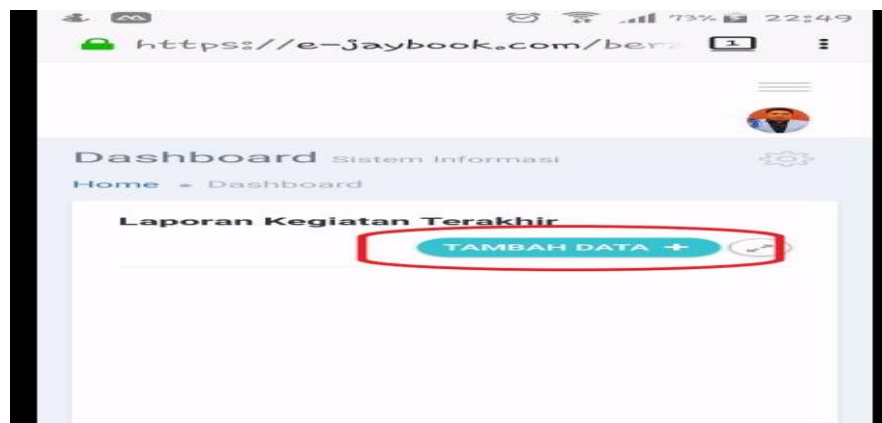 73% 22:49
https://e-jaybook.com/ber
1
Dashboard Sistem Informasi
Home • Dashboard
Laporan Kegiatan Terakhir
TAMBAH DATA +